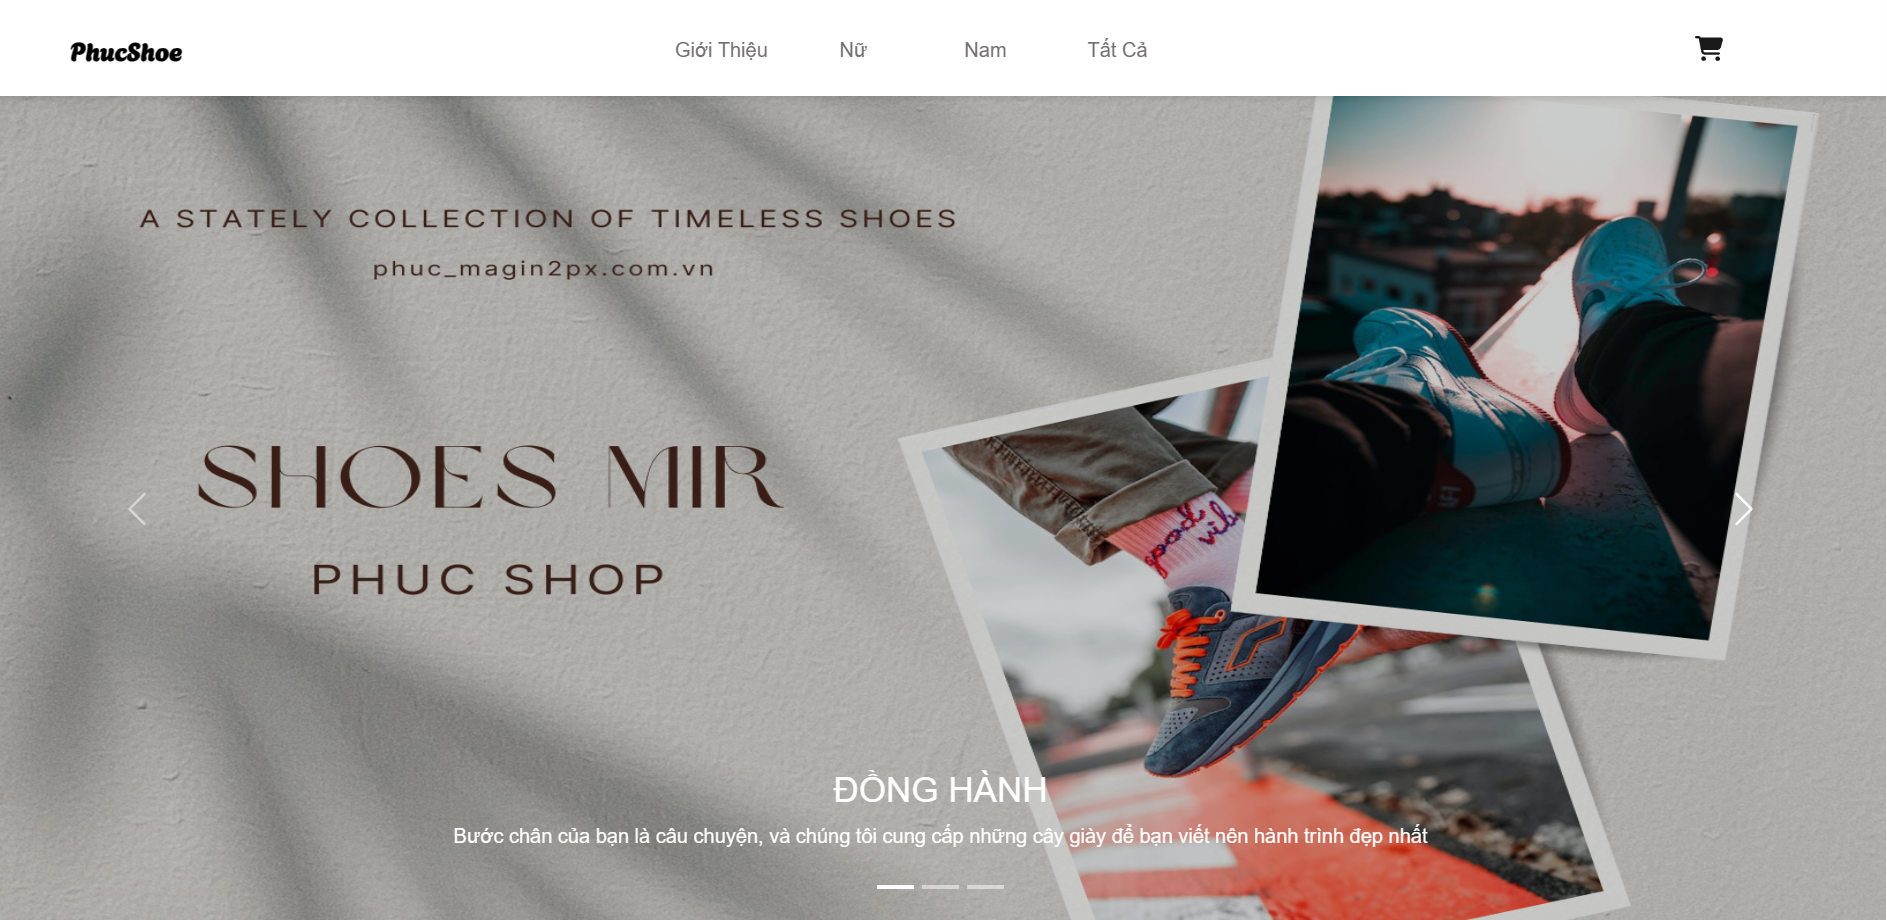 PhucShoe
Giới Thiệu
Nữ
Nam
Tất Cả
A STATELY COLLECTION OF TIMELESS SHOES
phuc_magin2px.com.vn
SHOES MIR
PHUC SHOP
good
vib
ĐỒNG HÀNH
Bước chân của bạn là câu chuyện, và chúng tôi cung cấp những cây giày để bạn viết nên hành trình đẹp nhất